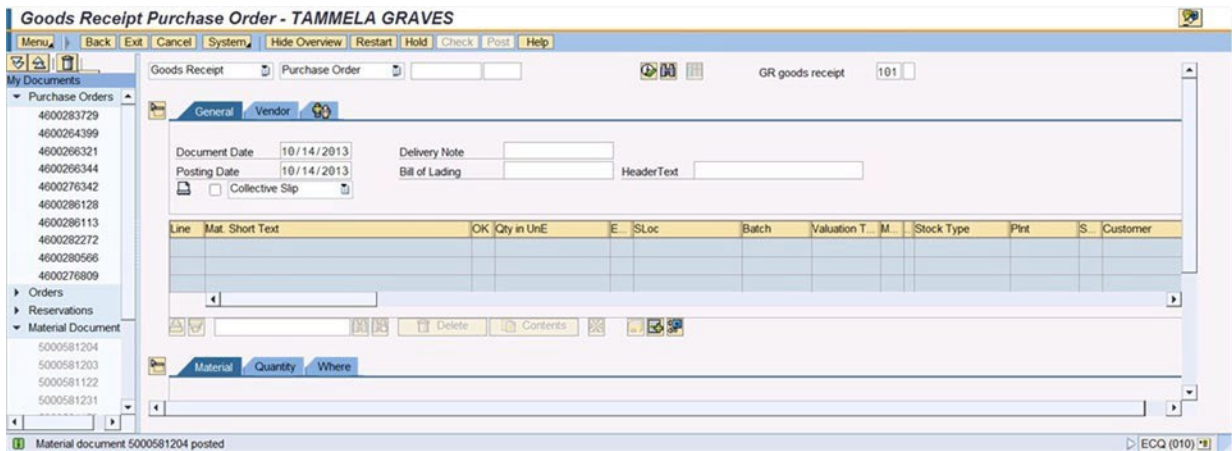 Goods Receipt Purchase Order - TAMMELA GRAVES
Menu Back Exit Cancel System Hide Overview Restart Hold Check Post Help
My Documents
Purchase Orders
4600283729
4600264399
4600266321
4600266344
4600276342
4600286128
4600286113
4600282272
4600280566
4600276809
Orders
Reservations
Material Document
5000581204
5000581203
5000581122
5000581231
Goods Receipt Purchase Order GR goods receipt 101
General Vendor
Document Date 10/14/2013 Delivery Note
Posting Date 10/14/2013 Bill of Lading HeaderText
Collective Slip
Line Mat. Short Text OK Qty in UnE E... SLoc Batch Valuation T... M... Stock Type Plnt S... Customer
Delete Contents
Material Quantity Where
Material document 5000581204 posted ECQ (010)